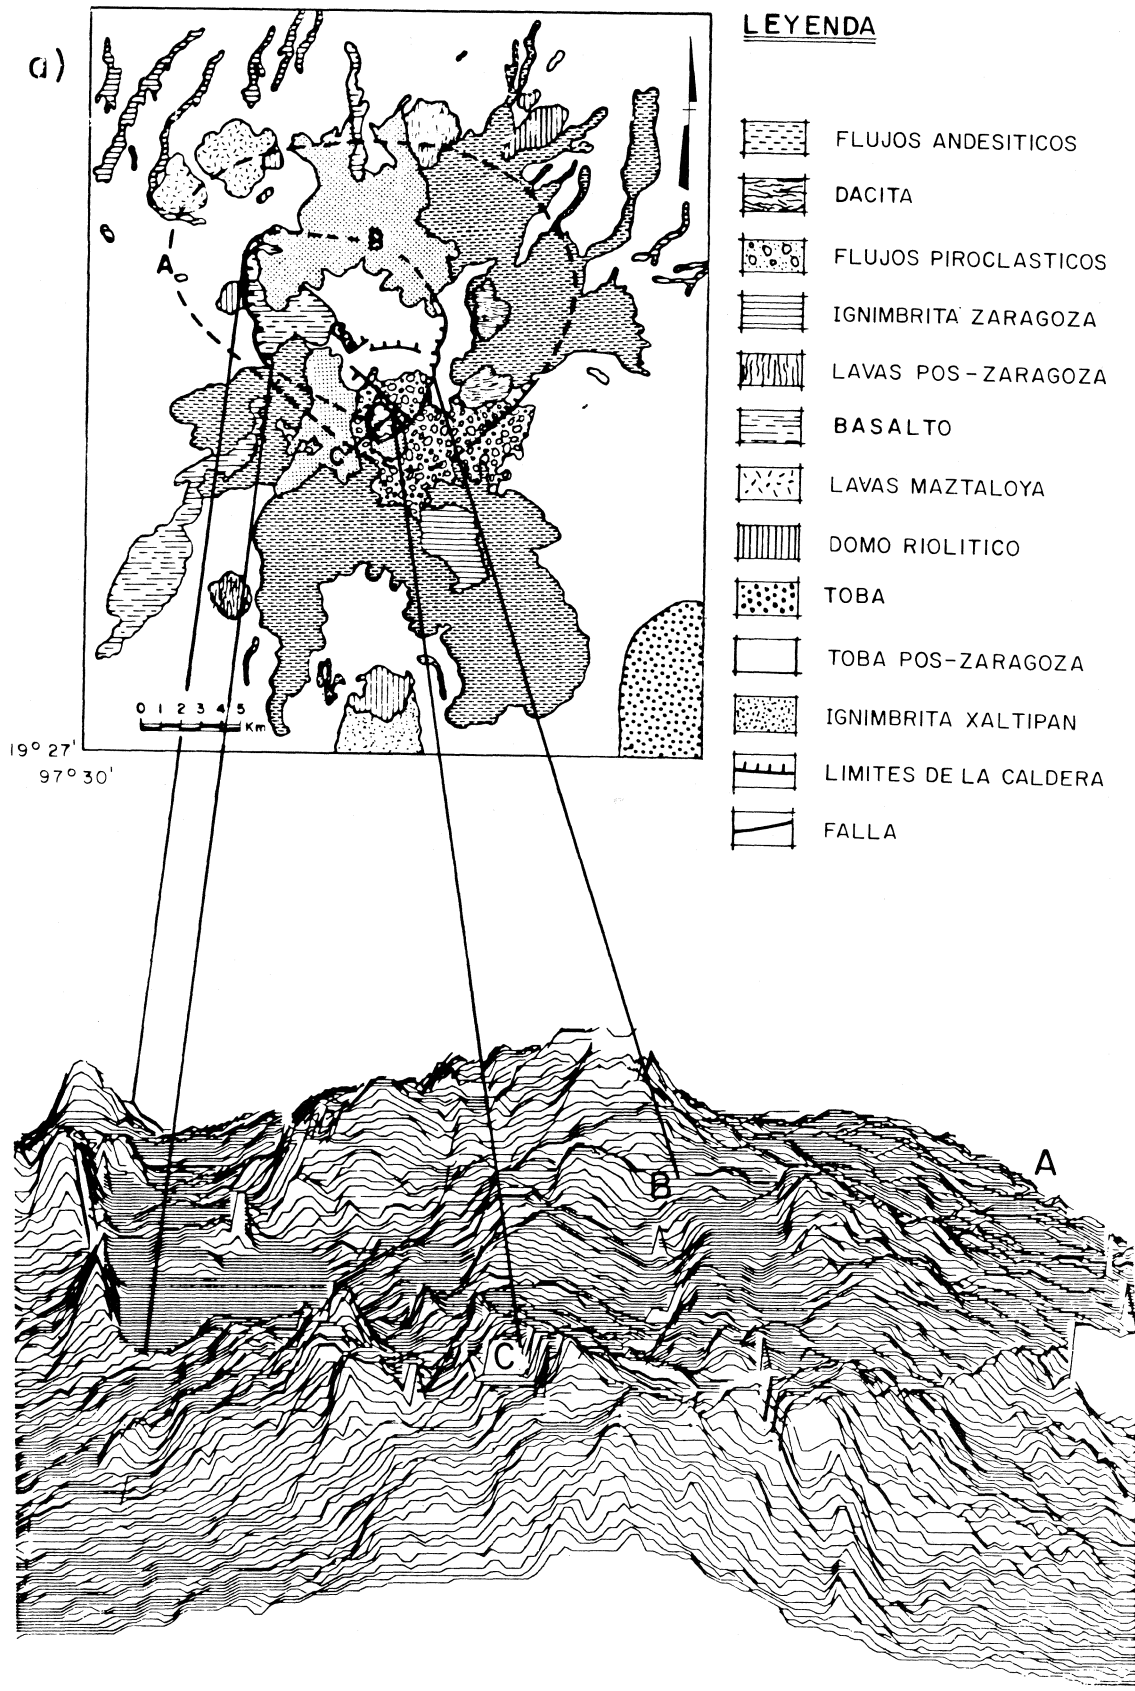 a)
LEYENDA
FLUJOS ANDESITICOS
DACITA
FLUJOS PIROCLASTICOS
IGNIMBRITA ZARAGOZA
LAVAS POS-ZARAGOZA
BASALTO
LAVAS MAZTALOYA
DOMO RIOLITICO
TOBA
TOBA POS-ZARAGOZA
IGNIMBRITA XALTIPAN
LIMITES DE LA CALDERA
FALLA
B
A
C
0 1 2 3 4 5
Km
19° 27'
97° 30'
A
B
C